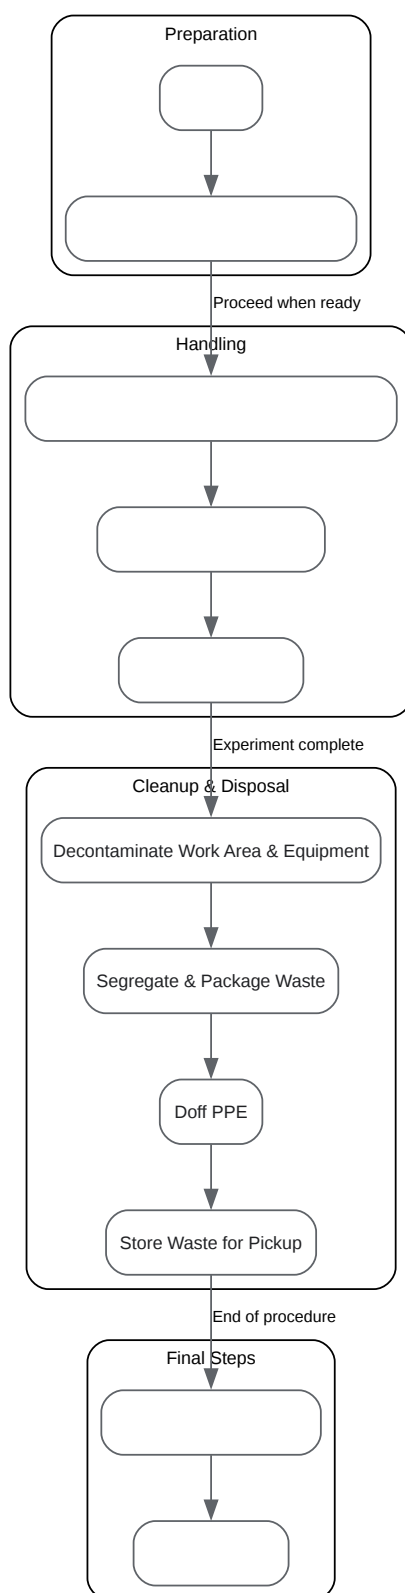 Preparation
Proceed when ready
Handling
Experiment complete
Cleanup & Disposal
Decontaminate Work Area & Equipment
Segregate & Package Waste
Doff PPE
Store Waste for Pickup
End of procedure
Final Steps